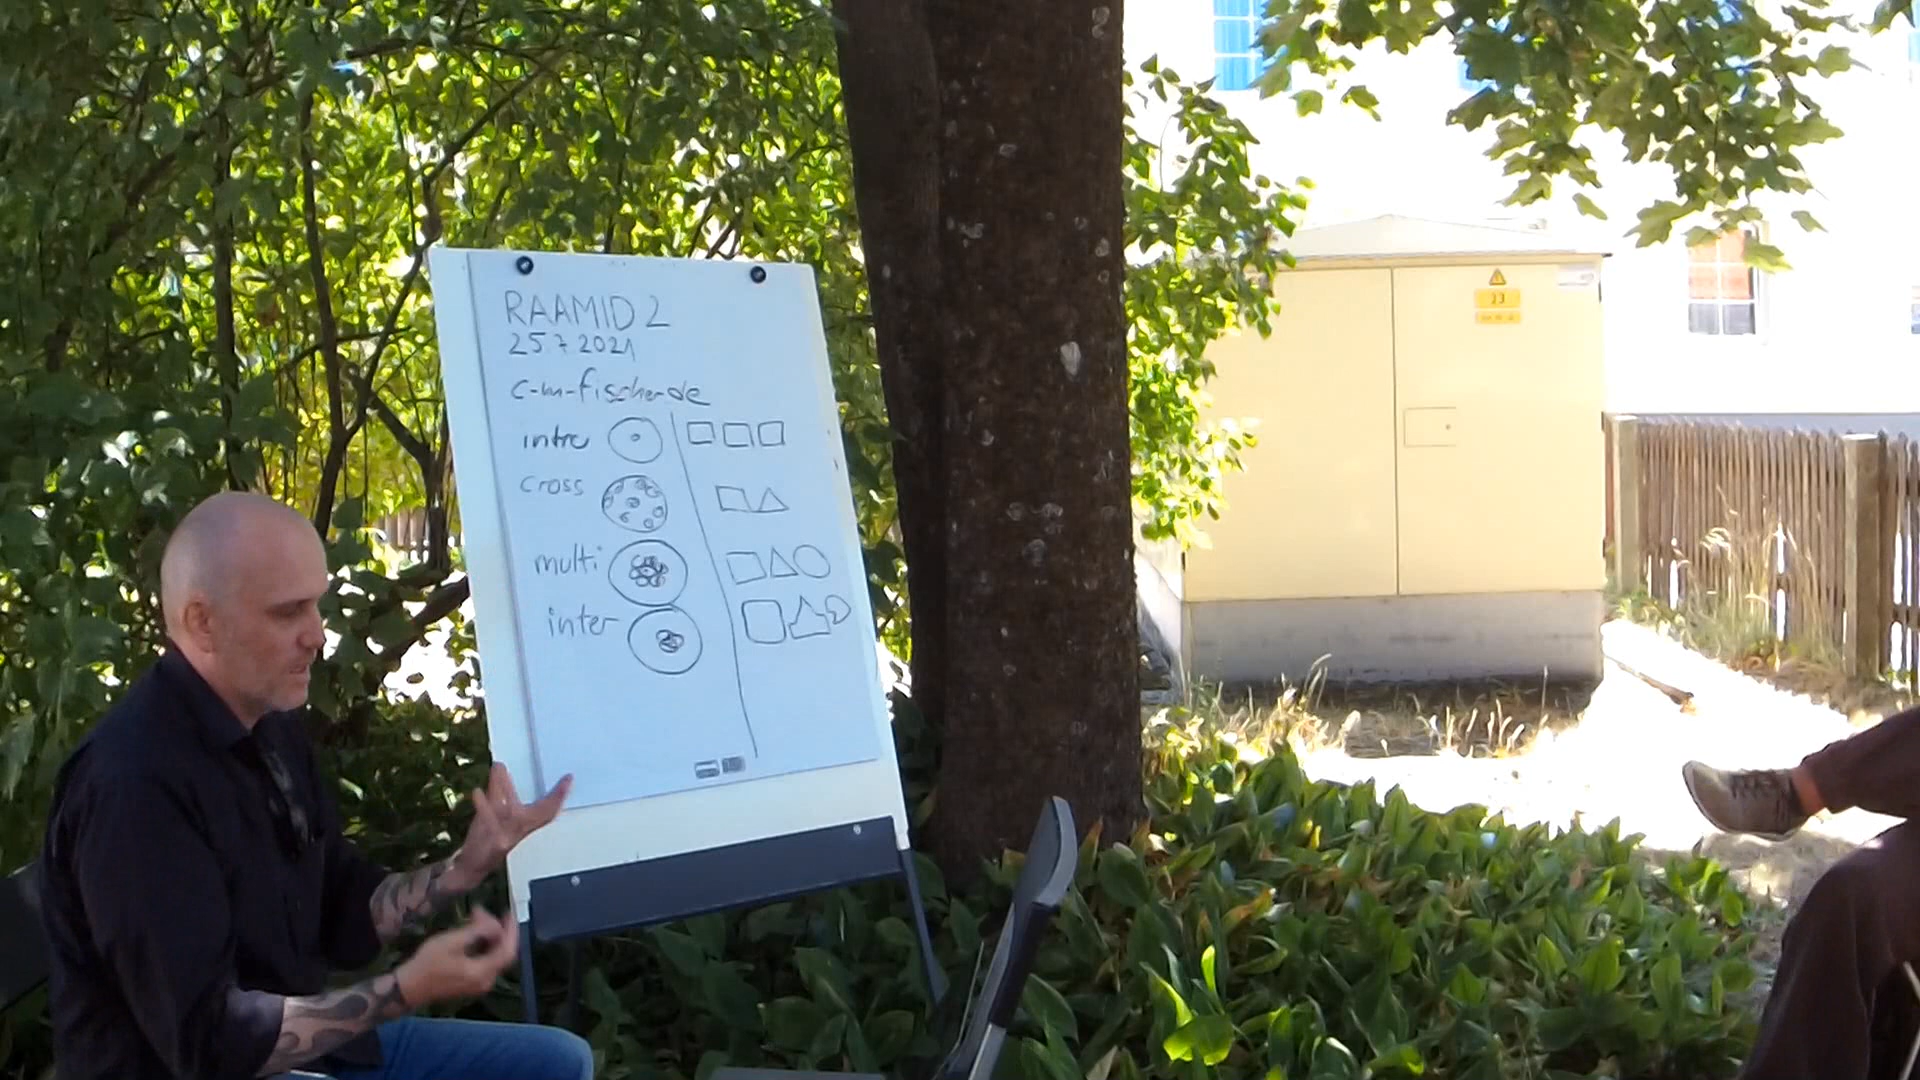 RAAMID 2
25.7.2021
c-m-fischer.de
intra
cross
multi
inter